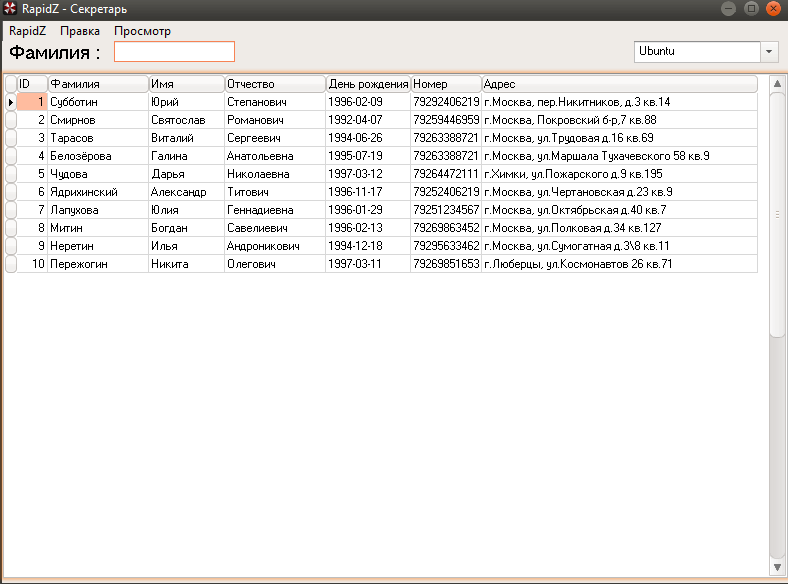 RapidZ - Секретарь
RapidZ Правка Просмотр
Фамилия : Ubuntu
ID Фамилия Имя Отчество День рождения Номер Адрес
1 Субботин Юрий Степанович 1996-02-09 79292406219 г.Москва, пер.Никитников, д.3 кв.14
2 Смирнов Святослав Романович 1992-04-07 79259446959 г.Москва, Покровский б-р,7 кв.88
3 Тарасов Виталий Сергеевич 1994-06-26 79263388721 г.Москва, ул.Трудовая д.16 кв.69
4 Белозёрова Галина Анатольевна 1995-07-19 79263388721 г.Москва, ул.Маршала Тухачевского 58 кв.9
5 Чудова Дарья Николаевна 1997-03-12 79264472111 г.Химки, ул.Пожарского д.9 кв.195
6 Ядрихинский Александр Титович 1996-11-17 79252406219 г.Москва, ул.Чертановская д.23 кв.9
7 Лапухова Юлия Геннадиевна 1996-01-29 79251234567 г.Москва, ул.Октябрьская д.40 кв.7
8 Митин Богдан Савелиевич 1996-02-13 79269863452 г.Москва, ул.Полковая д.34 кв.127
9 Неретин Илья Андроникович 1994-12-18 79295633462 г.Москва, ул.Сумогатная д.3\8 кв.11
10 Пережогин Никита Олегович 1997-03-11 79269851653 г.Люберцы, ул.Космонавтов 26 кв.71